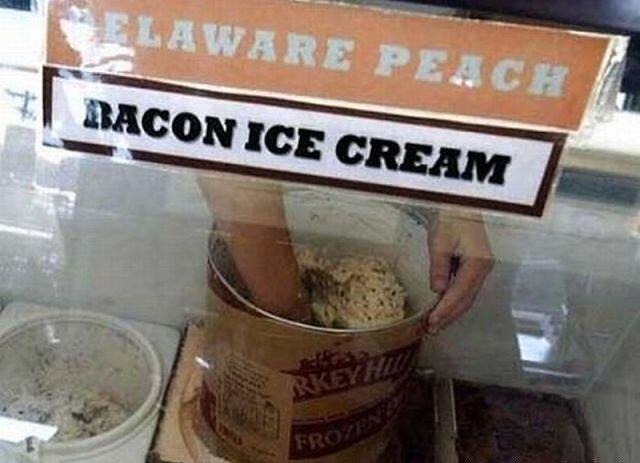 ELAWARE PEACH
BACON ICE CREAM
RKEY HILL
FROZEN